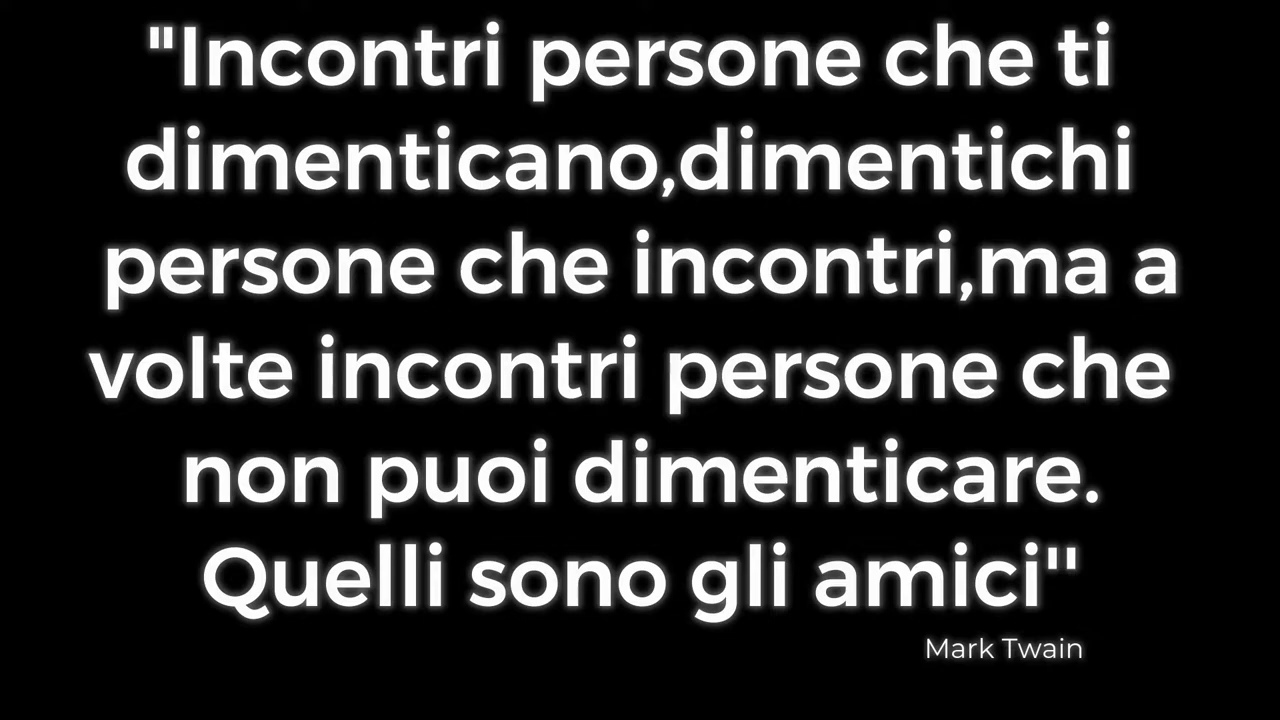 "Incontri persone che ti
dimenticano,dimentichi
persone che incontri,ma a
volte incontri persone che
non puoi dimenticare.
Quelli sono gli amici''
Mark Twain